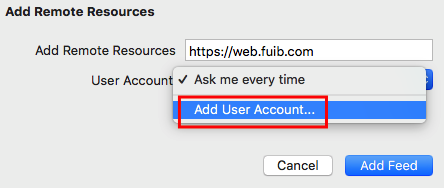 Add Remote Resources
Add Remote Resources https://web.fuib.com
User Account ✓ Ask me every time
Add User Account...
Cancel Add Feed